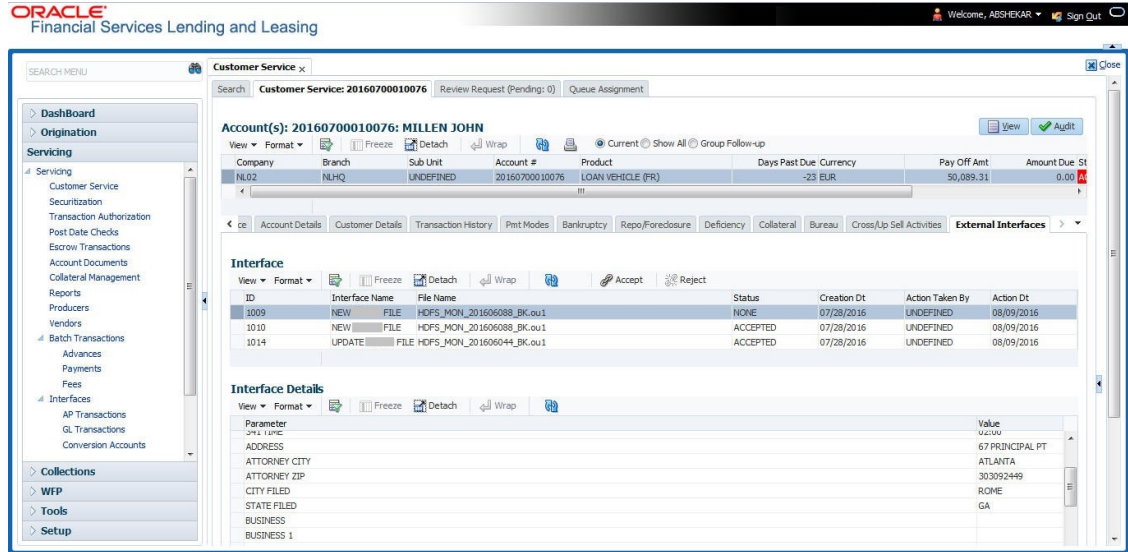 ORACLE
Financial Services Lending and Leasing
Welcome, ABSHEKAR Sign Out
SEARCH MENU
DashBoard
Origination
Servicing
Servicing
Customer Service
Securitization
Transaction Authorization
Post Date Checks
Escrow Transactions
Account Documents
Collateral Management
Reports
Producers
Vendors
Batch Transactions
Advances
Payments
Fees
Interfaces
AP Transactions
GL Transactions
Conversion Accounts
Collections
WFP
Tools
Setup
Customer Service x
Close
Search Customer Service: 20160700010076 Review Request (Pending: 0) Queue Assignment
Account(s): 20160700010076: MILLEN JOHN
View Audit
View Format Freeze Detach Wrap Current Show All Group Follow-up
Company Branch Sub Unit Account # Product Days Past Due Currency Pay Off Amt Amount Due St
NL02 NLHQ UNDEFINED 20160700010076 LOAN VEHICLE (FR) -23 EUR 50,089.31 0.00
ce Account Details Customer Details Transaction History Pmt Modes Bankruptcy Repo/Foreclosure Deficiency Collateral Bureau Cross/Up Sell Activities External Interfaces
Interface
View Format Freeze Detach Wrap Accept Reject
ID Interface Name File Name Status Creation Dt Action Taken By Action Dt
1009 NEW FILE HDFS_MON_201606088_BK.ou1 NONE 07/28/2016 UNDEFINED 08/09/2016
1010 NEW FILE HDFS_MON_201606088_BK.ou1 ACCEPTED 07/28/2016 UNDEFINED 08/09/2016
1014 UPDATE FILE HDFS_MON_201606044_BK.ou1 ACCEPTED 07/28/2016 UNDEFINED 08/09/2016
Interface Details
View Format Freeze Detach Wrap
Parameter Value
341 TIME 02:00
ADDRESS 67 PRINCIPAL PT
ATTORNEY CITY ATLANTA
ATTORNEY ZIP 303092449
CITY FILED ROME
STATE FILED GA
BUSINESS
BUSINESS 1